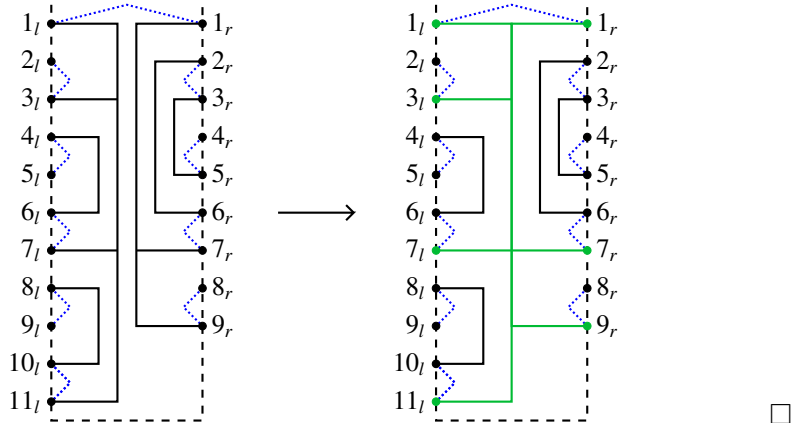 1l 1r 1l 1r
2l 2r 2l 2r
3l 3r 3l 3r
4l 4r 4l 4r
5l 5r 5l 5r
6l 6r 6l 6r
7l 7r 7l 7r
8l 8r 8l 8r
9l 9r 9l 9r
10l 10l
11l 11l